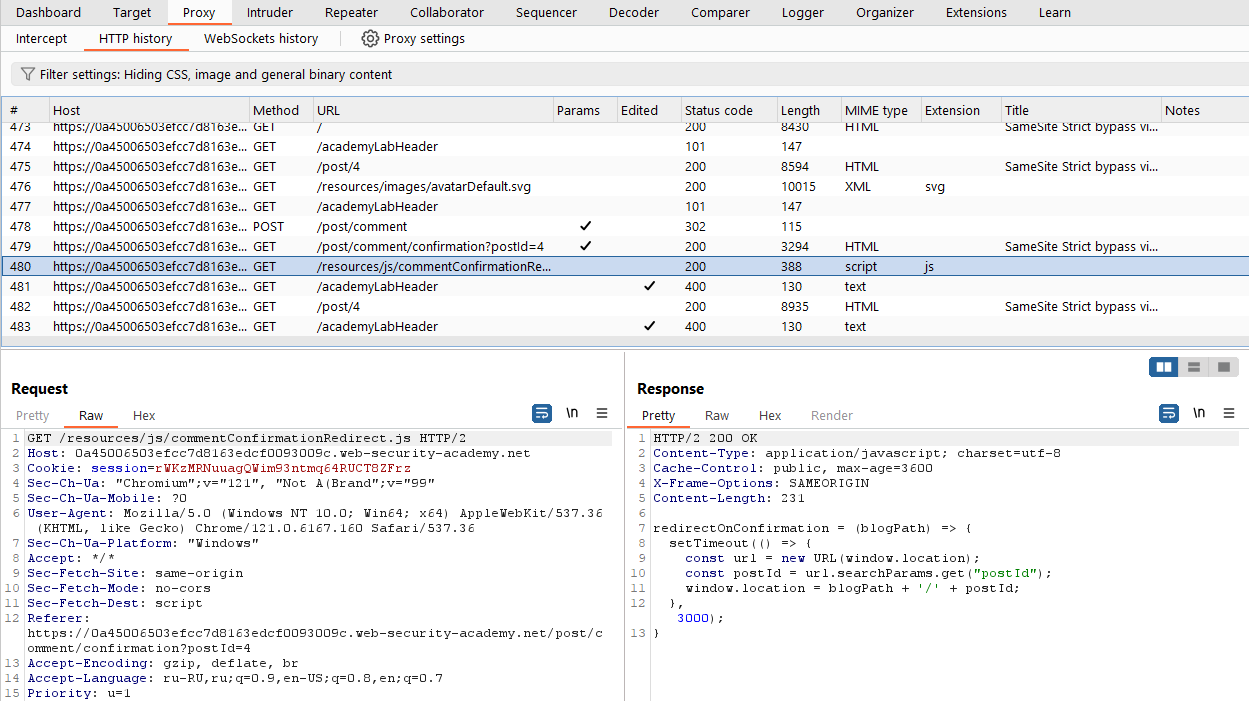 Dashboard Target Proxy Intruder Repeater Collaborator Sequencer Decoder Comparer Logger Organizer Extensions Learn
Intercept HTTP history WebSockets history Proxy settings
Filter settings: Hiding CSS, image and general binary content
# Host Method URL Params Edited Status code Length MIME type Extension Title Notes
473 https://0a45006503efcc7d8163e... GET / 200 8430 HTML SameSite Strict bypass vi...
474 https://0a45006503efcc7d8163e... GET /academyLabHeader 101 147
475 https://0a45006503efcc7d8163e... GET /post/4 200 8594 HTML SameSite Strict bypass vi...
476 https://0a45006503efcc7d8163e... GET /resources/images/avatarDefault.svg 200 10015 XML svg
477 https://0a45006503efcc7d8163e... GET /academyLabHeader 101 147
478 https://0a45006503efcc7d8163e... POST /post/comment ✓ 302 115
479 https://0a45006503efcc7d8163e... GET /post/comment/confirmation?postId=4 ✓ 200 3294 HTML SameSite Strict bypass vi...
480 https://0a45006503efcc7d8163e... GET /resources/js/commentConfirmationRe... 200 388 script js
481 https://0a45006503efcc7d8163e... GET /academyLabHeader ✓ 400 130 text
482 https://0a45006503efcc7d8163e... GET /post/4 200 8935 HTML SameSite Strict bypass vi...
483 https://0a45006503efcc7d8163e... GET /academyLabHeader ✓ 400 130 text
Request
Pretty Raw Hex \n
1 GET /resources/js/commentConfirmationRedirect.js HTTP/2
2 Host: 0a45006503efcc7d8163edcf0093009c.web-security-academy.net
3 Cookie: session=rWKzMRNuuagQWim93ntmq64RUCT8ZFrz
4 Sec-Ch-Ua: "Chromium";v="121", "Not A(Brand";v="99"
5 Sec-Ch-Ua-Mobile: ?0
6 User-Agent: Mozilla/5.0 (Windows NT 10.0; Win64; x64) AppleWebKit/537.36
(KHTML, like Gecko) Chrome/121.0.6167.160 Safari/537.36
7 Sec-Ch-Ua-Platform: "Windows"
8 Accept: */*
9 Sec-Fetch-Site: same-origin
10 Sec-Fetch-Mode: no-cors
11 Sec-Fetch-Dest: script
12 Referer:
https://0a45006503efcc7d8163edcf0093009c.web-security-academy.net/post/c
omment/confirmation?postId=4
13 Accept-Encoding: gzip, deflate, br
14 Accept-Language: ru-RU,ru;q=0.9,en-US;q=0.8,en;q=0.7
15 Priority: u=1
Response
Pretty Raw Hex Render \n
1 HTTP/2 200 OK
2 Content-Type: application/javascript; charset=utf-8
3 Cache-Control: public, max-age=3600
4 X-Frame-Options: SAMEORIGIN
5 Content-Length: 231
6
7 redirectOnConfirmation = (blogPath) => {
8 setTimeout(() => {
9 const url = new URL(window.location);
10 const postId = url.searchParams.get("postId");
11 window.location = blogPath + '/' + postId;
12 },
3000);
13 }